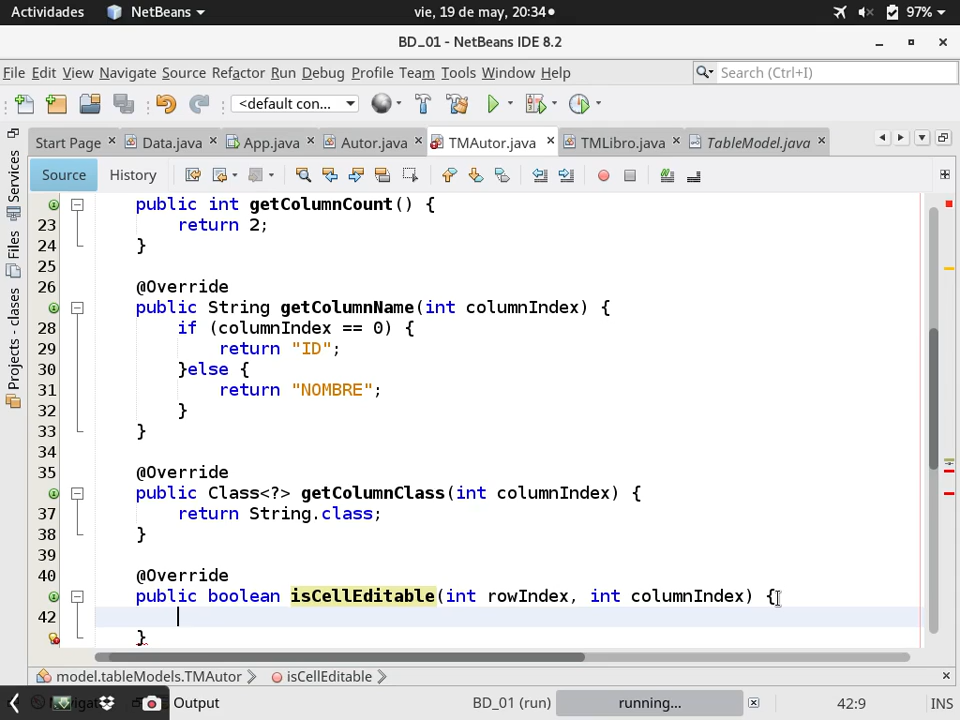 Actividades NetBeans vie, 19 de may, 20:34 97%
BD_01 - NetBeans IDE 8.2
File Edit View Navigate Source Refactor Run Debug Profile Team Tools Window Help Search (Ctrl+I)
<default con...
Start Page Data.java App.java Autor.java TMAutor.java TMLibro.java TableModel.java
Source History
Services
Files
Projects - clases
public int getColumnCount() {
23 return 2;
24 }
25
26 @Override
public String getColumnName(int columnIndex) {
28 if (columnIndex == 0) {
29 return "ID";
30 }else {
31 return "NOMBRE";
32 }
33 }
34
35 @Override
public Class<?> getColumnClass(int columnIndex) {
37 return String.class;
38 }
39
40 @Override
public boolean isCellEditable(int rowIndex, int columnIndex) {
42
}
model.tableModels.TMAutor isCellEditable
Output BD_01 (run) running... 42:9 INS